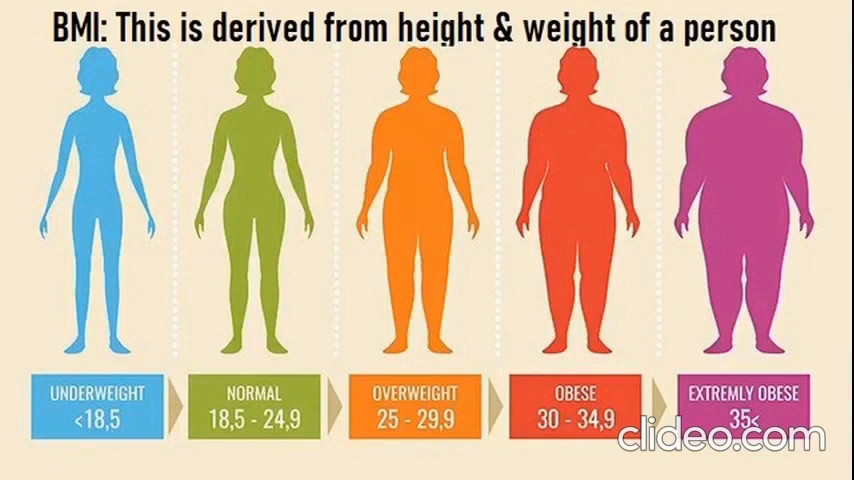 BMI: This is derived from height & weight of a person
UNDERWEIGHT
<18,5
NORMAL
18,5 - 24,9
OVERWEIGHT
25 - 29,9
OBESE
30 - 34,9
EXTREMLY OBESE
35<
clideo.com